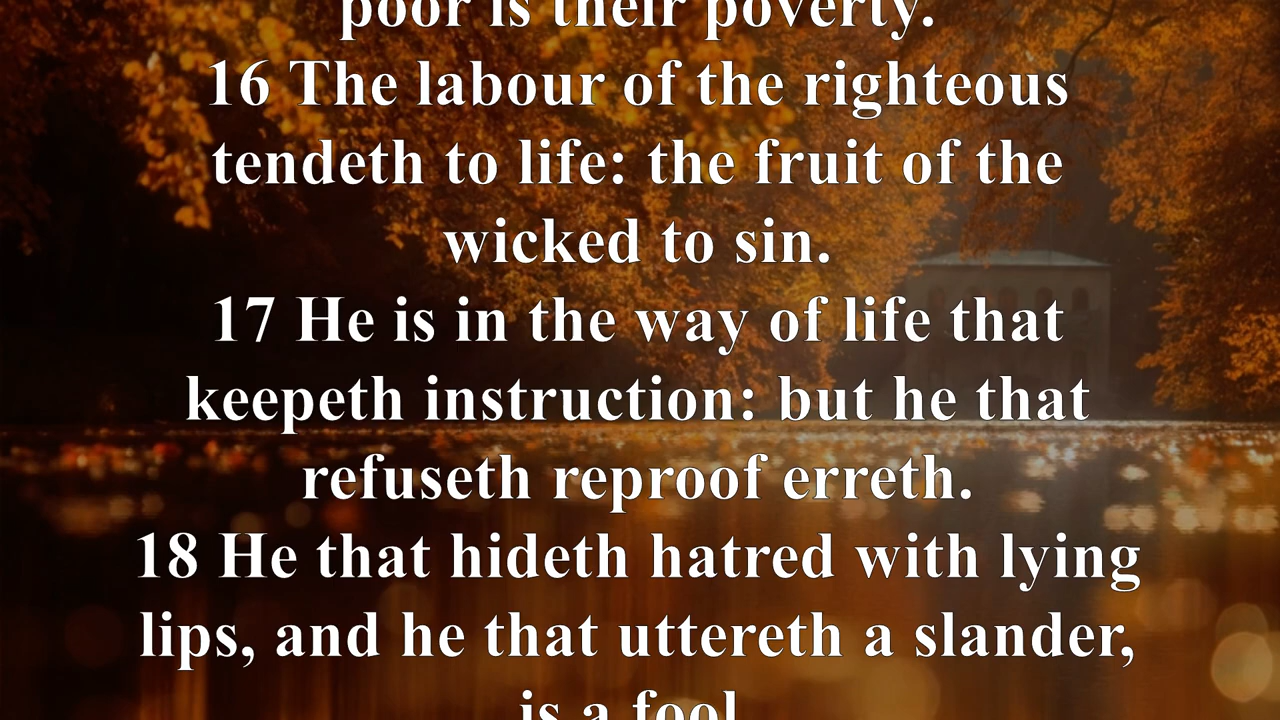 poor is their poverty.
16 The labour of the righteous
tendeth to life: the fruit of the
wicked to sin.
17 He is in the way of life that
keepeth instruction: but he that
refuseth reproof erreth.
18 He that hideth hatred with lying
lips, and he that uttereth a slander,
is a fool